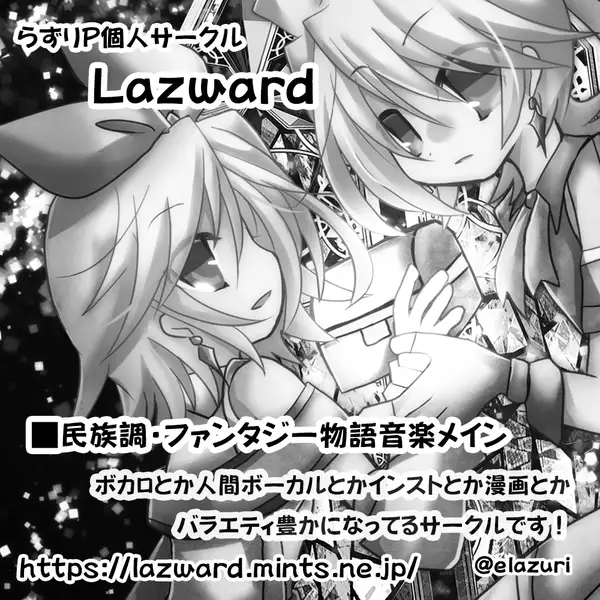 らずりP個人サークル
Lazward
■民族調・ファンタジー物語音楽メイン
ボカロとか人間ボーカルとかインストとか漫画とか
バラエティ豊かになってるサークルです！
https://lazward.mints.ne.jp/
@elazuri